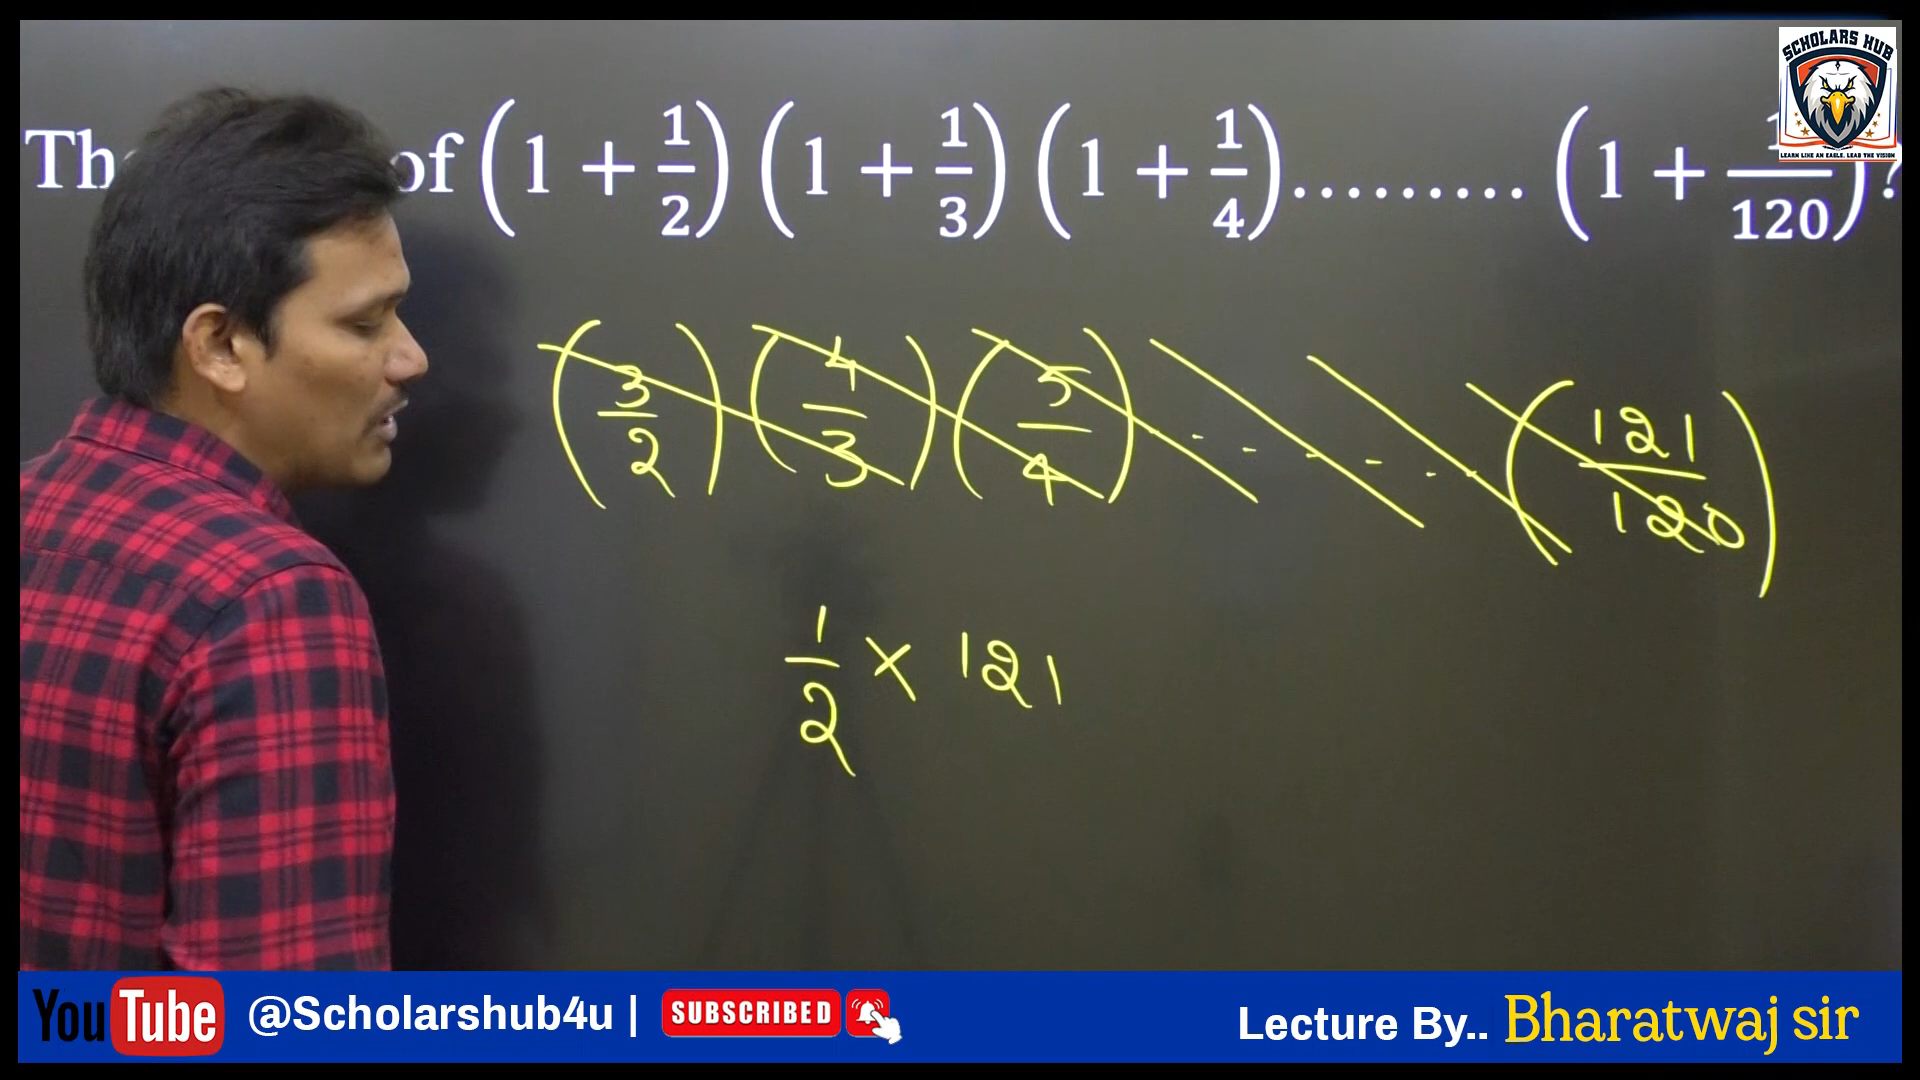 SCHOLARS HUB
LEARN LIKE AN EAGLE. LEAD THE VISION
of (1 + 1/2) (1 + 1/3) (1 + 1/4)......... (1 + 1/120)?
(3/2) (4/3) (5/4) - - - - - - (121/120)
1/2 × 121
YouTube @Scholarshub4u | SUBSCRIBED
Lecture By.. Bharatwaj sir